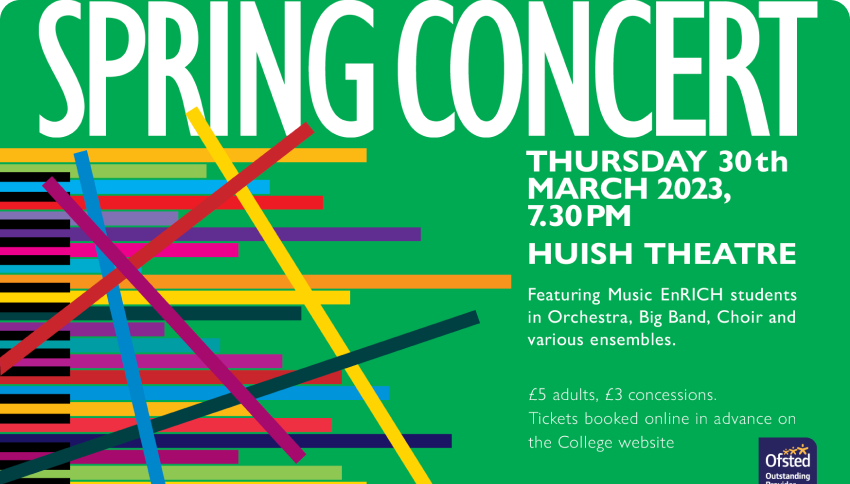 SPRING CONCERT
THURSDAY 30th
MARCH 2023,
7.30 PM
HUISH THEATRE
Featuring Music EnRICH students
in Orchestra, Big Band, Choir and
various ensembles.
£5 adults, £3 concessions.
Tickets booked online in advance on
the College website
Ofsted
Outstanding